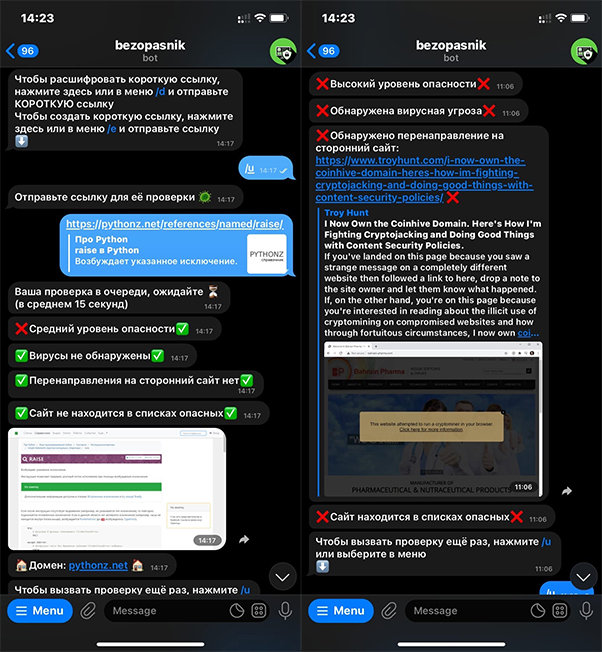 14:23
96
bezopasnik
bot
Чтобы расшифровать короткую ссылку,
нажмите здесь или в меню /d и отправьте
КОРОТКУЮ ссылку
Чтобы создать короткую ссылку, нажмите
здесь или в меню /e и отправьте ссылку
⬇️
14:17
/u 14:17
Отправьте ссылку для её проверки 14:17
https://pythonz.net/references/named/raise/
Про Python
raise в Python
Возбуждает указанное исключение.
PYTHONZ
справочник
14:17
Ваша проверка в очереди, ожидайте ⏳
(в среднем 15 секунд)
14:17
❌Средний уровень опасности✅ 14:17
✅Вирусы не обнаружены✅ 14:17
✅Перенаправления на сторонний сайт нет✅ 14:17
✅Сайт не находится в списках опасных✅ 14:17
RAISE
14:17
🏠Домен: pythonz.net 🏠 14:17
Чтобы вызвать проверку ещё раз, нажмите /u
Menu
Message
14:23
96
bezopasnik
bot
❌Высокий уровень опасности❌ 11:06
❌Обнаружена вирусная угроза❌ 11:06
❌Обнаружено перенаправление на
сторонний сайт:
https://www.troyhunt.com/i-now-own-the-
coinhive-domain-heres-how-im-fighting-
cryptojacking-and-doing-good-things-with-
content-security-policies/ ❌
Troy Hunt
I Now Own the Coinhive Domain. Here's How I'm
Fighting Cryptojacking and Doing Good Things
with Content Security Policies.
If you've landed on this page because you saw a
strange message on a completely different
website then followed a link to here, drop a note to
the site owner and let them know what happened.
If, on the other hand, you're on this page because
you're interested in reading about the illicit use of
cryptomining on compromised websites and how
through fortuitous circumstances, I now own coi...
Bahrain Pharma
This website attempted to run a cryptominer in your browser.
Click here for more information
MANUFACTURER OF
PHARMACEUTICAL & NUTRACEUTICAL PRODUCTS
11:06
❌Сайт находится в списках опасных❌ 11:06
Чтобы вызвать проверку ещё раз, нажмите /u
или выберите в меню
⬇️
11:06
Menu
Message